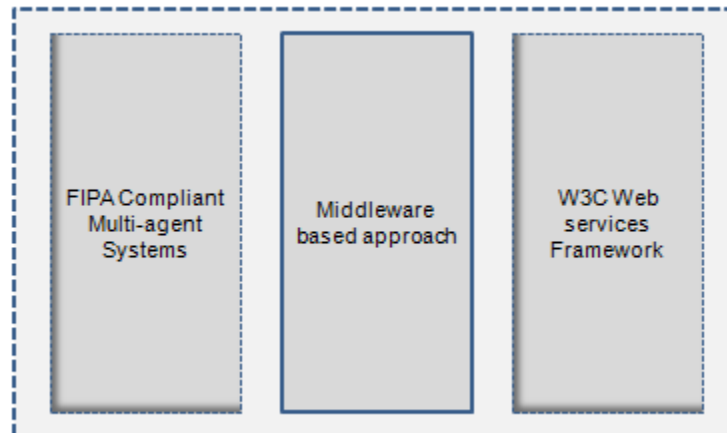 FIPA Compliant
Multi-agent
Systems
Middleware
based approach
W3C Web
services
Framework